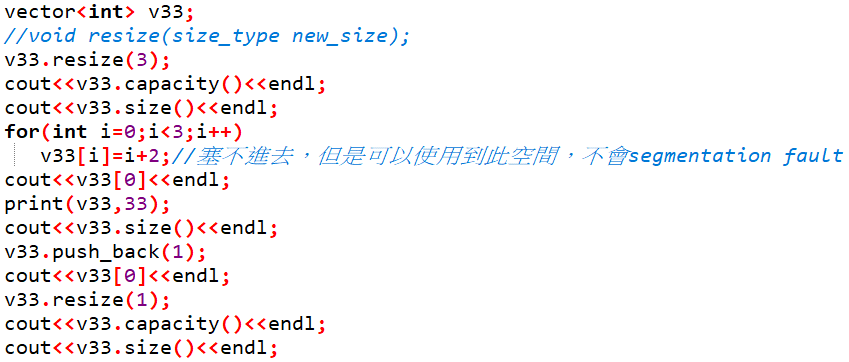 vector<int> v33;
//void resize(size_type new_size);
v33.resize(3);
cout<<v33.capacity()<<endl;
cout<<v33.size()<<endl;
for(int i=0;i<3;i++)
v33[i]=i+2;//塞不進去，但是可以使用到此空間，不會segmentation fault
cout<<v33[0]<<endl;
print(v33,33);
cout<<v33.size()<<endl;
v33.push_back(1);
cout<<v33[0]<<endl;
v33.resize(1);
cout<<v33.capacity()<<endl;
cout<<v33.size()<<endl;